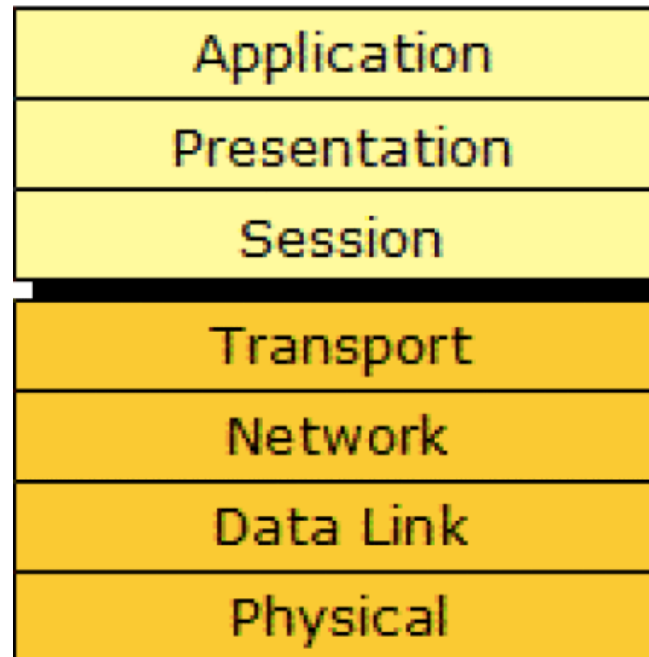 Application
Presentation
Session
Transport
Network
Data Link
Physical